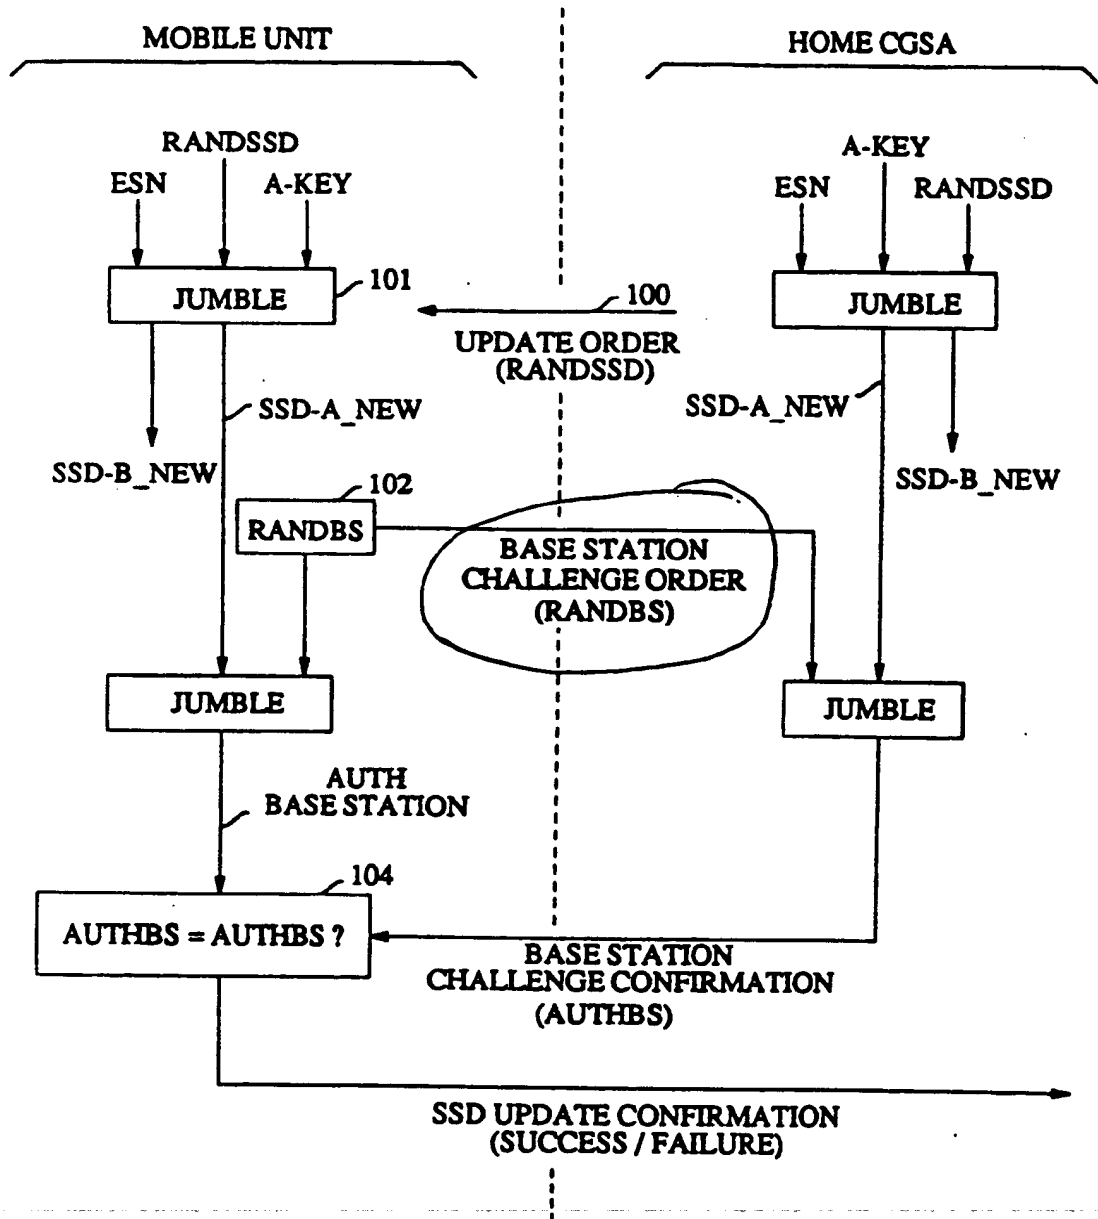 MOBILE UNIT
HOME CGSA
RANDSSD
ESN
A-KEY
A-KEY
ESN
RANDSSD
JUMBLE
101
100
JUMBLE
UPDATE ORDER
(RANDSSD)
SSD-A_NEW
SSD-A_NEW
SSD-B_NEW
SSD-B_NEW
102
RANDBS
BASE STATION
CHALLENGE ORDER
(RANDBS)
JUMBLE
JUMBLE
AUTH
BASE STATION
104
AUTHBS = AUTHBS ?
BASE STATION
CHALLENGE CONFIRMATION
(AUTHBS)
SSD UPDATE CONFIRMATION
(SUCCESS / FAILURE)